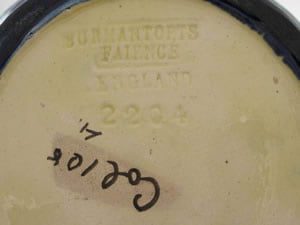 BURMANTOFTS
FAIENCE
ENGLAND
2204